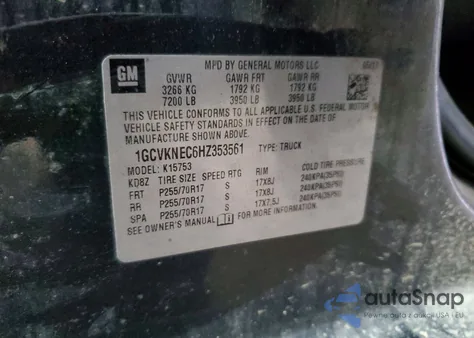 MFD BY GENERAL MOTORS LLC
GM
GVWR GAWR FRT GAWR RR
3266 KG 1792 KG 1792 KG
7200 LB 3950 LB 3950 LB
THIS VEHICLE CONFORMS TO ALL APPLICABLE U.S. FEDERAL MOTOR
VEHICLE SAFETY STANDARDS IN EFFECT ON THE DATE OF
MANUFACTURE SHOWN ABOVE.
1GCVKNEC6HZ353561 TYPE: TRUCK
MODEL: K15753
KD8Z TIRE SIZE SPEED RTG RIM COLD TIRE PRESSURE
FRT P255/70R17 S 17X8J 240KPA(35PSI)
RR P255/70R17 S 17X8J 240KPA(35PSI)
SPA P255/70R17 S 17X7.5J 240KPA(35PSI)
SEE OWNER'S MANUAL FOR MORE INFORMATION.
autoSnap